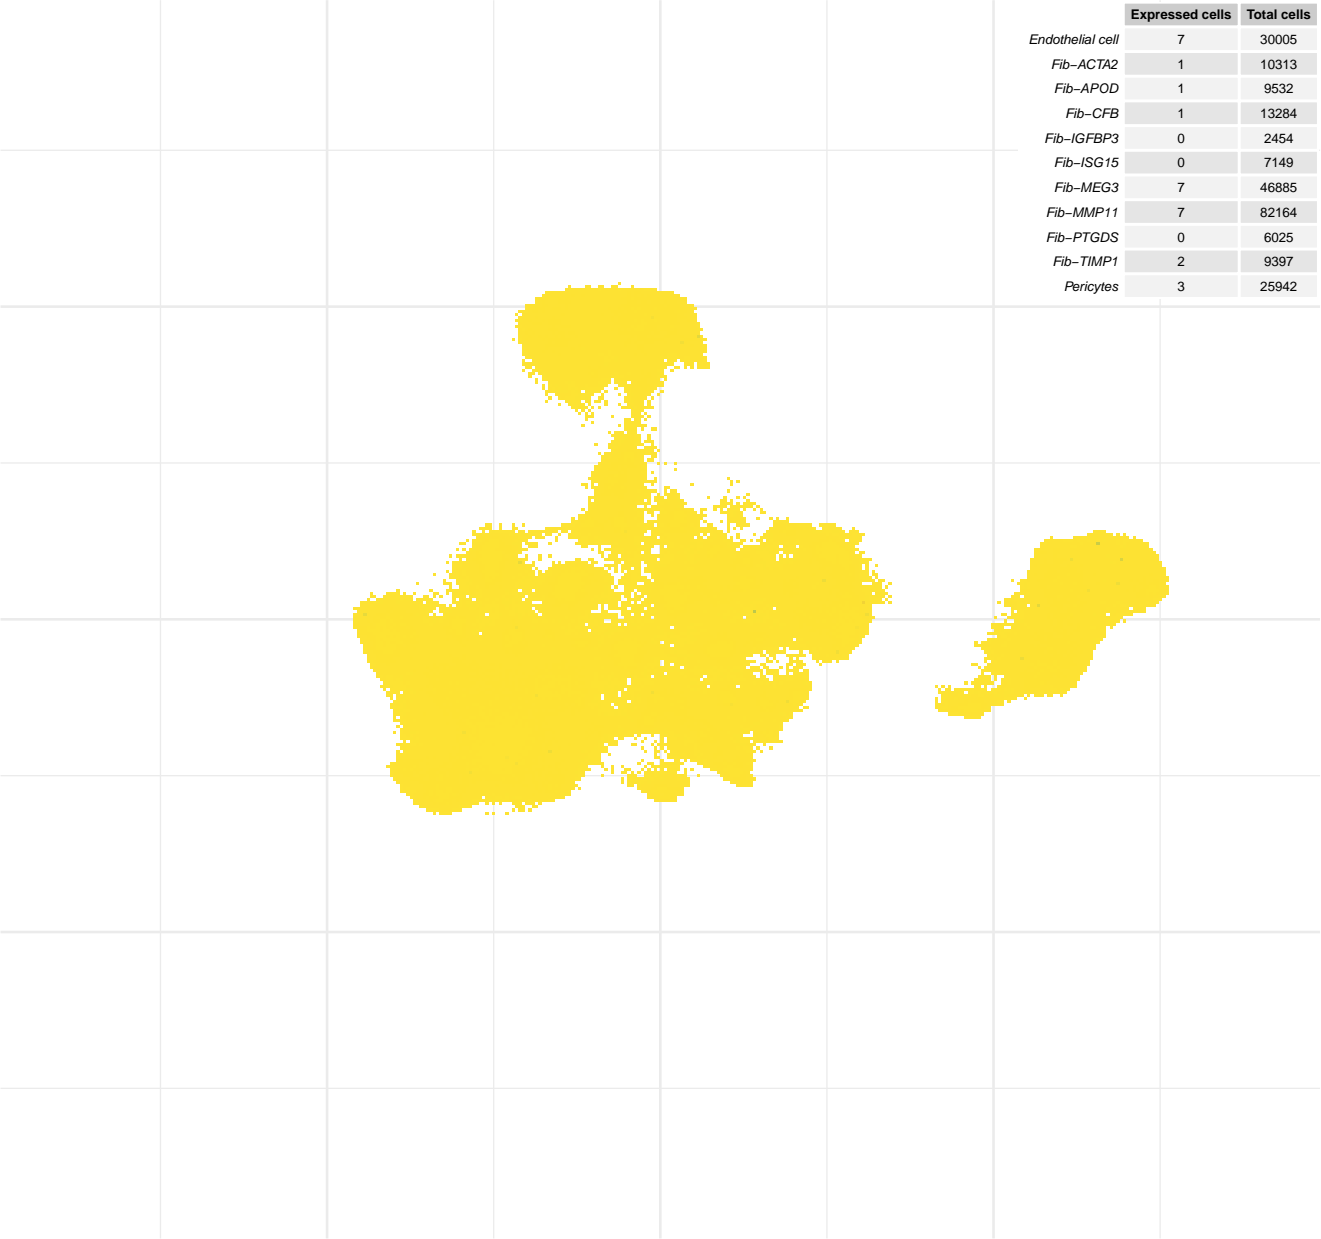 Expressed cells Total cells
Endothelial cell 7 30005
Fib−ACTA2 1 10313
Fib−APOD 1 9532
Fib−CFB 1 13284
Fib−IGFBP3 0 2454
Fib−ISG15 0 7149
Fib−MEG3 7 46885
Fib−MMP11 7 82164
Fib−PTGDS 0 6025
Fib−TIMP1 2 9397
Pericytes 3 25942